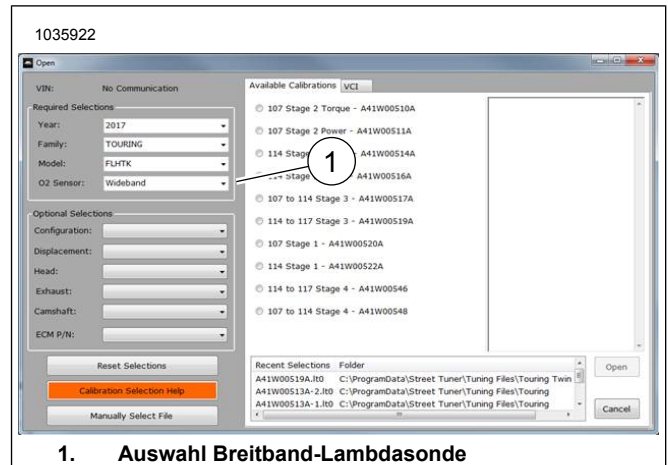 1035922
Open
VIN: No Communication
Required Selections
Year: 2017
Family: TOURING
Model: FLHTK
O2 Sensor: Wideband
Optional Selections
Configuration:
Displacement:
Head:
Exhaust:
Camshaft:
ECM P/N:
Reset Selections
Calibration Selection Help
Manually Select File
Available Calibrations VCI
107 Stage 2 Torque - A41W00510A
107 Stage 2 Power - A41W00511A
114 Stage A41W00514A
114 Stage A41W00516A
107 to 114 Stage 3 - A41W00517A
114 to 117 Stage 3 - A41W00519A
107 Stage 1 - A41W00520A
114 Stage 1 - A41W00522A
114 to 117 Stage 4 - A41W00546
107 to 114 Stage 4 - A41W00548
1
Recent Selections Folder
A41W00519A.lt0 C:\ProgramData\Street Tuner\Tuning Files\Touring Twin
A41W00513A-2.lt0 C:\ProgramData\Street Tuner\Tuning Files\Touring
A41W00513A-1.lt0 C:\ProgramData\Street Tuner\Tuning Files\Touring
Open
Cancel
1. Auswahl Breitband-Lambdasonde